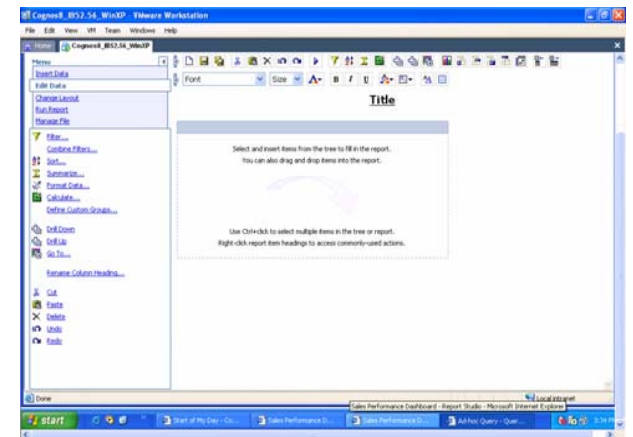 Cognos8_IB52.56_WinXP - VMware Workstation
File Edit View VM Team Windows Help
Home Cognos8_IB52.56_WinXP
Menu
Insert Data
Edit Data
Change Layout
Run Report
Manage File
Filter...
Combine Filters...
Sort...
Summarize...
Format Data...
Calculate...
Define Custom Groups...
Drill Down
Drill Up
Go To...
Rename Column Heading...
Cut
Paste
Delete
Undo
Redo
Font Size A B I U
Title
Select and insert items from the tree to fill in the report.
You can also drag and drop items into the report.
Use Ctrl+click to select multiple items in the tree or report.
Right-click report item headings to access commonly-used actions.
Done Local intranet
Sales Performance Dashboard - Report Studio - Microsoft Internet Explorer
start Start of My Day - Co... Sales Performance D... Sales Performance D... Ad-hoc Query - Quer...